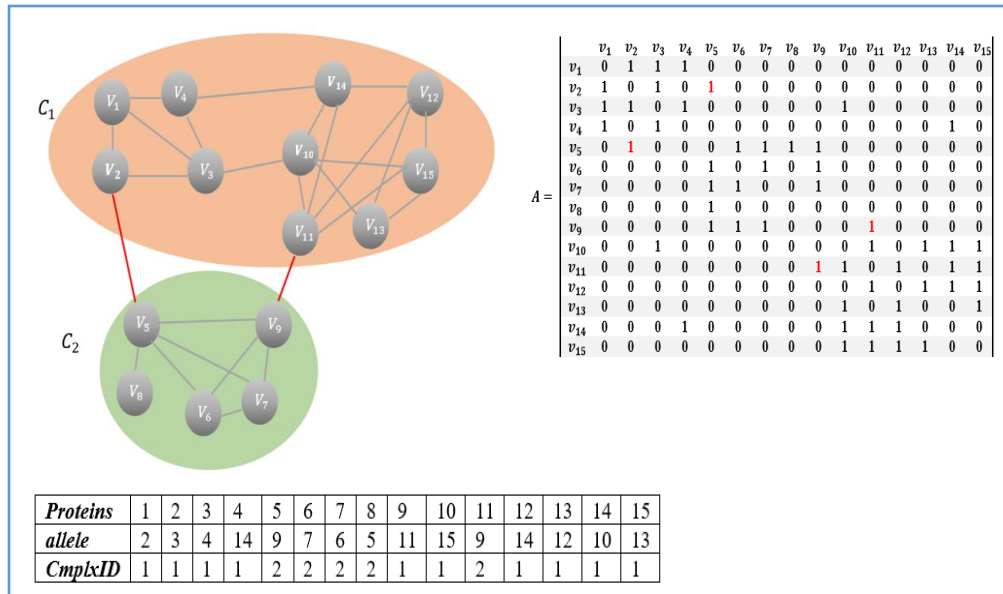 C₁
V₁
V₄
V₁₄
V₁₂
V₂
V₃
V₁₀
V₁₅
V₁₁
V₁₃
C₂
V₅
V₉
V₈
V₆
V₇
A =
v₁ v₂ v₃ v₄ v₅ v₆ v₇ v₈ v₉ v₁₀ v₁₁ v₁₂ v₁₃ v₁₄ v₁₅
v₁ 0 1 1 1 0 0 0 0 0 0 0 0 0 0 0
v₂ 1 0 1 0 1 0 0 0 0 0 0 0 0 0 0
v₃ 1 1 0 1 0 0 0 0 0 1 0 0 0 0 0
v₄ 1 0 1 0 0 0 0 0 0 0 0 0 0 1 0
v₅ 0 1 0 0 0 1 1 1 1 0 0 0 0 0 0
v₆ 0 0 0 0 1 0 1 0 1 0 0 0 0 0 0
v₇ 0 0 0 0 1 1 0 0 1 0 0 0 0 0 0
v₈ 0 0 0 0 1 0 0 0 0 0 0 0 0 0 0
v₉ 0 0 0 0 1 1 1 0 0 0 1 0 0 0 0
v₁₀ 0 0 1 0 0 0 0 0 0 0 1 0 1 1 1
v₁₁ 0 0 0 0 0 0 0 0 1 1 0 1 0 1 1
v₁₂ 0 0 0 0 0 0 0 0 0 0 1 0 1 1 1
v₁₃ 0 0 0 0 0 0 0 0 0 1 0 1 0 0 1
v₁₄ 0 0 0 1 0 0 0 0 0 1 1 1 0 0 0
v₁₅ 0 0 0 0 0 0 0 0 0 1 1 1 1 0 0
Proteins 1 2 3 4 5 6 7 8 9 10 11 12 13 14 15
allele 2 3 4 14 9 7 6 5 11 15 9 14 12 10 13
CmplxID 1 1 1 1 2 2 2 2 1 1 2 1 1 1 1